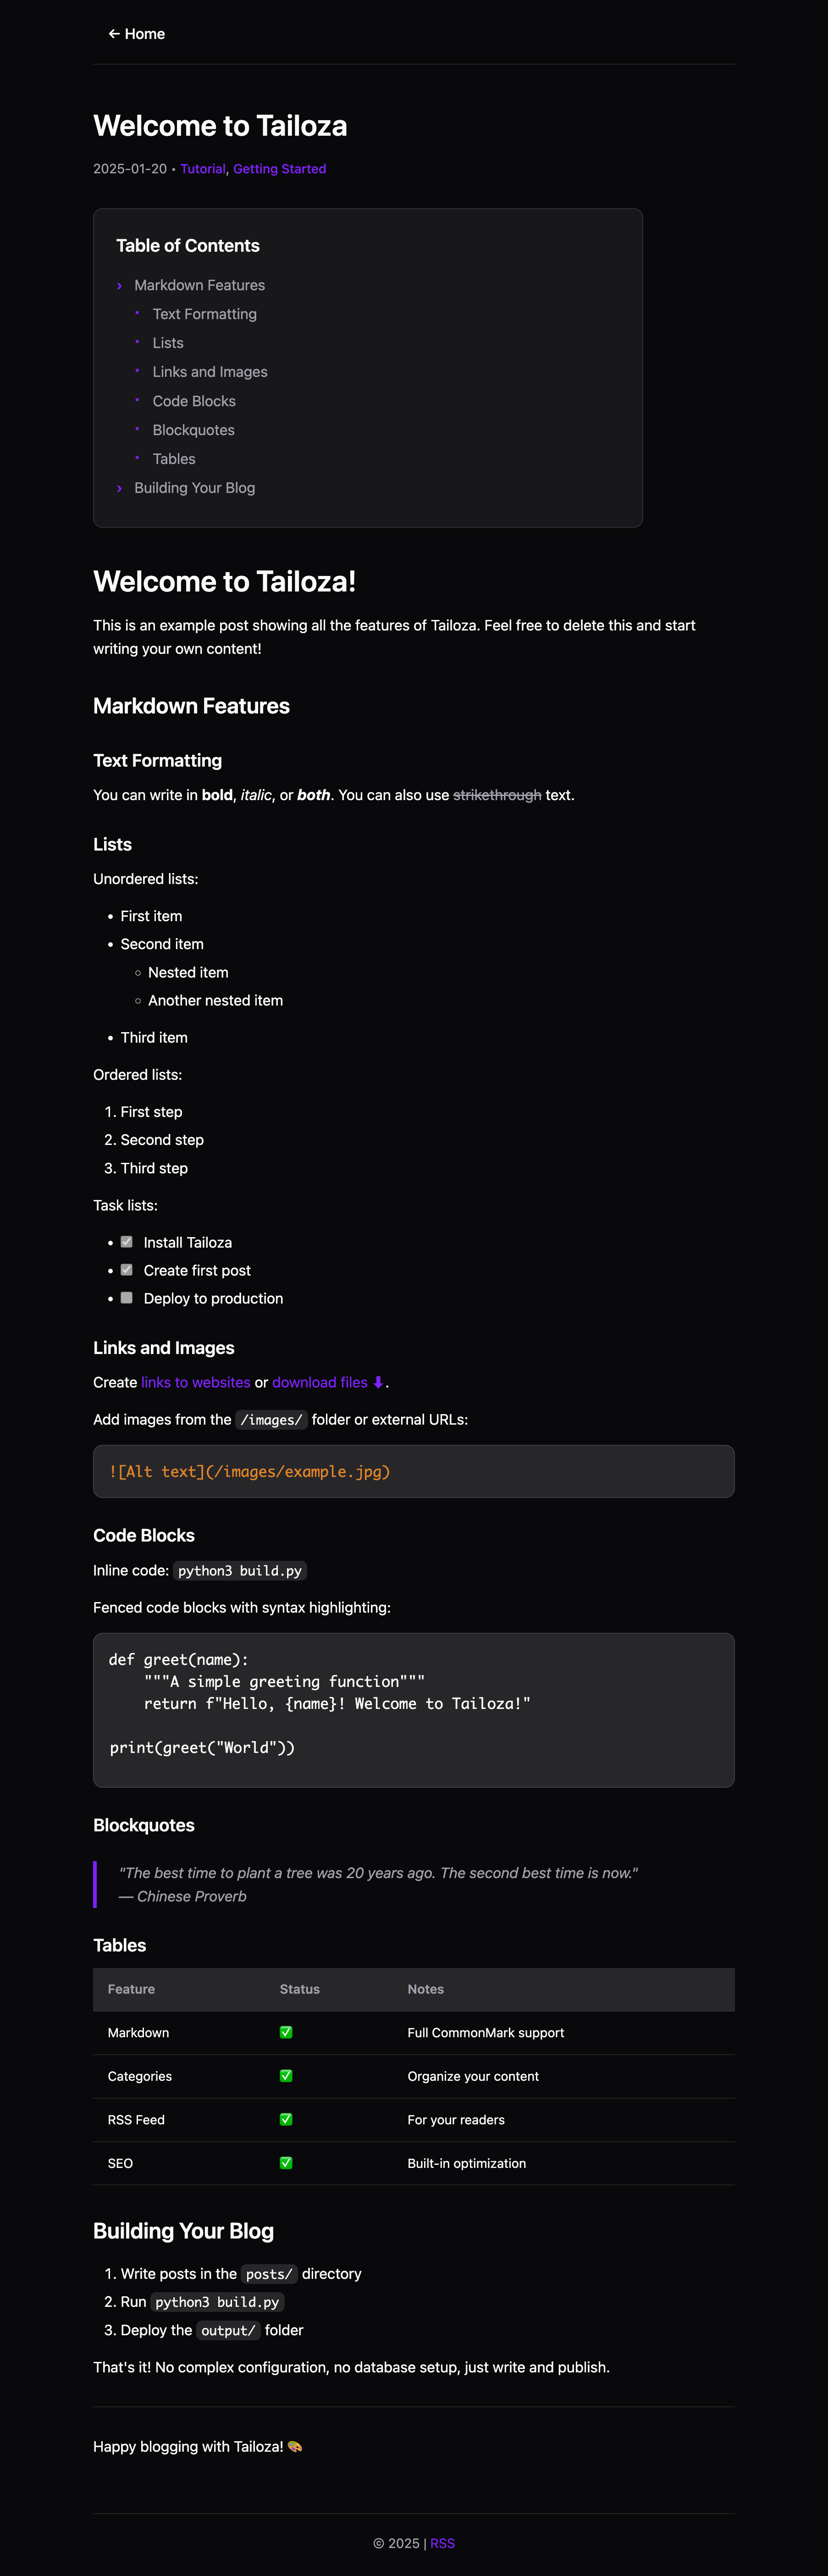 ← Home
Welcome to Tailoza
2025-01-20 • Tutorial, Getting Started
Table of Contents
› Markdown Features
• Text Formatting
• Lists
• Links and Images
• Code Blocks
• Blockquotes
• Tables
› Building Your Blog
Welcome to Tailoza!
This is an example post showing all the features of Tailoza. Feel free to delete this and start
writing your own content!
Markdown Features
Text Formatting
You can write in bold, italic, or both. You can also use strikethrough text.
Lists
Unordered lists:
• First item
• Second item
◦ Nested item
◦ Another nested item
• Third item
Ordered lists:
1. First step
2. Second step
3. Third step
Task lists:
• ☑ Install Tailoza
• ☑ Create first post
• ☐ Deploy to production
Links and Images
Create links to websites or download files ⬇.
Add images from the /images/ folder or external URLs:
![Alt text](/images/example.jpg)
Code Blocks
Inline code: python3 build.py
Fenced code blocks with syntax highlighting:
def greet(name):
    """A simple greeting function"""
    return f"Hello, {name}! Welcome to Tailoza!"
print(greet("World"))
Blockquotes
"The best time to plant a tree was 20 years ago. The second best time is now."
— Chinese Proverb
Tables
Feature Status Notes
Markdown ✅ Full CommonMark support
Categories ✅ Organize your content
RSS Feed ✅ For your readers
SEO ✅ Built-in optimization
Building Your Blog
1. Write posts in the posts/ directory
2. Run python3 build.py
3. Deploy the output/ folder
That's it! No complex configuration, no database setup, just write and publish.
Happy blogging with Tailoza! 🎨
© 2025 | RSS